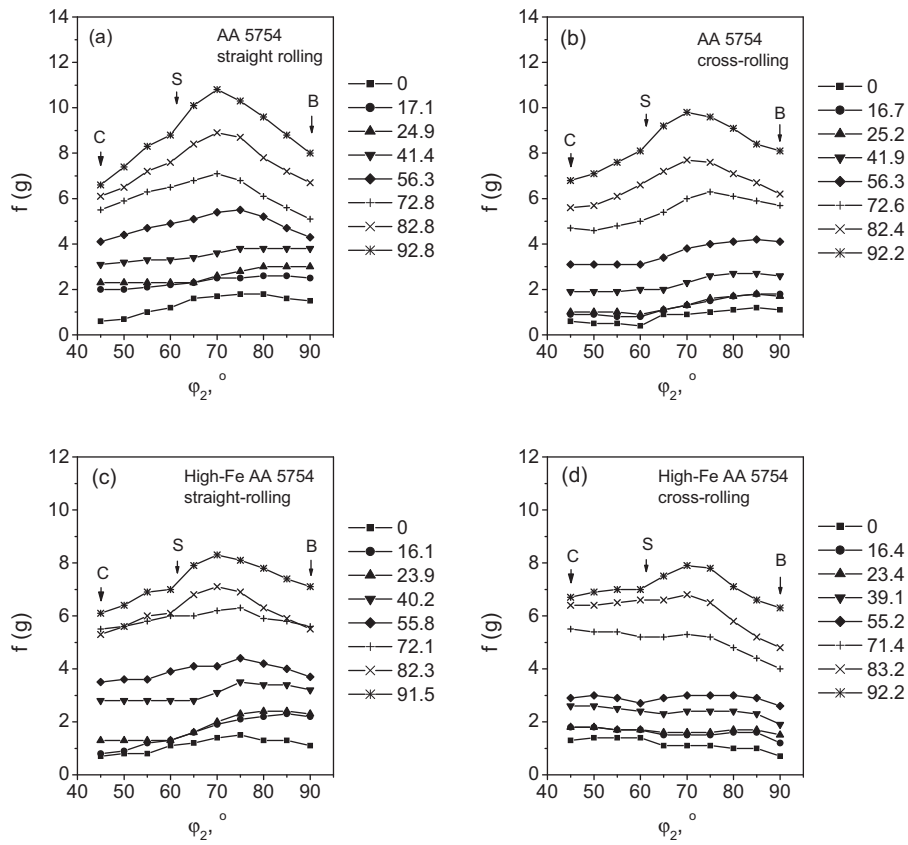 (a) AA 5754
straight rolling
f (g)
0 2 4 6 8 10 12 14
40 50 60 70 80 90
φ2, °
C S B
0
17.1
24.9
41.4
56.3
72.8
82.8
92.8
(b) AA 5754
cross-rolling
f (g)
0 2 4 6 8 10 12 14
40 50 60 70 80 90
φ2, °
C S B
0
16.7
25.2
41.9
56.3
72.6
82.4
92.2
(c) High-Fe AA 5754
straight-rolling
f (g)
0 2 4 6 8 10 12
40 50 60 70 80 90
φ2, °
C S B
0
16.1
23.9
40.2
55.8
72.1
82.3
91.5
(d) High-Fe AA 5754
cross-rolling
f (g)
0 2 4 6 8 10 12
40 50 60 70 80 90
φ2, °
C S B
0
16.4
23.4
39.1
55.2
71.4
83.2
92.2